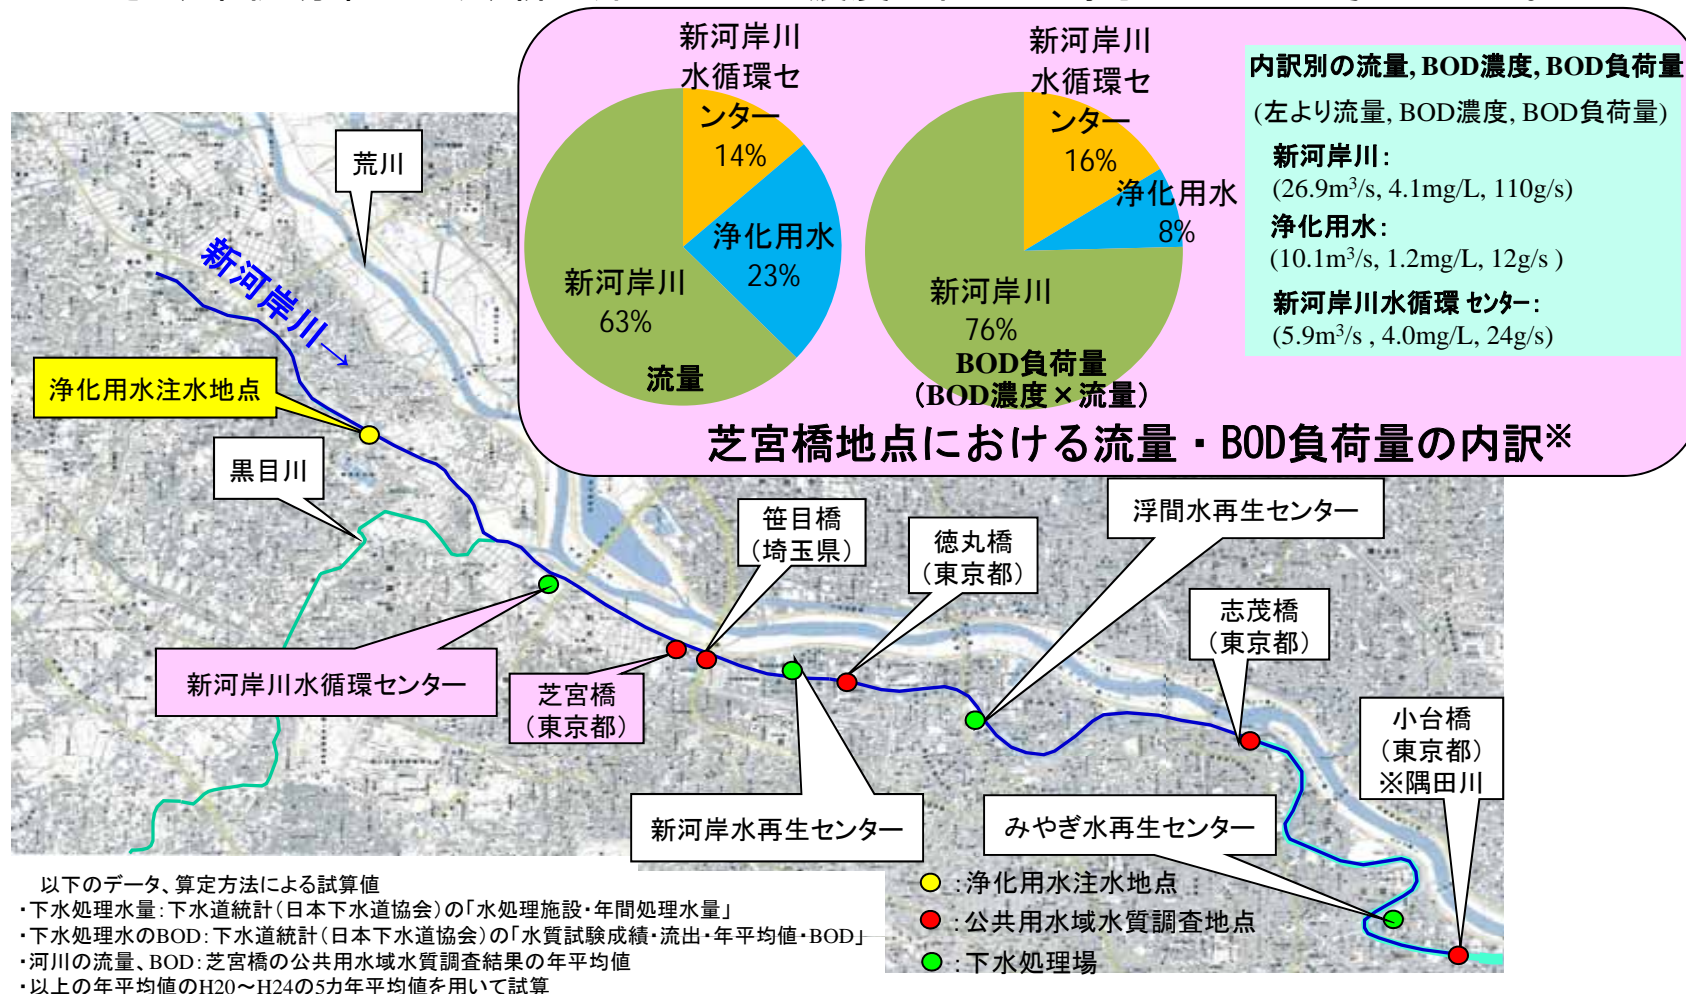 新河岸川
水循環セ
ンター
14%
浄化用水
23%
新河岸川
63%
流量
新河岸川
水循環セ
ンター
16%
浄化用水
8%
新河岸川
76%
BOD負荷量
(BOD濃度×流量)
内訳別の流量, BOD濃度, BOD負荷量
(左より流量, BOD濃度, BOD負荷量)
新河岸川:
(26.9m³/s, 4.1mg/L, 110g/s)
浄化用水:
(10.1m³/s, 1.2mg/L, 12g/s )
新河岸川水循環センター:
(5.9m³/s , 4.0mg/L, 24g/s)
芝宮橋地点における流量・BOD負荷量の内訳※
荒川
新河岸川→
浄化用水注水地点
黒目川
笹目橋
(埼玉県)
徳丸橋
(東京都)
浮間水再生センター
志茂橋
(東京都)
小台橋
(東京都)
※隅田川
新河岸川水循環センター
芝宮橋
(東京都)
新河岸水再生センター
みやぎ水再生センター
:浄化用水注水地点
:公共用水域水質調査地点
:下水処理場
以下のデータ、算定方法による試算値
・下水処理水量:下水道統計(日本下水道協会)の「水処理施設・年間処理水量」
・下水処理水のBOD:下水道統計(日本下水道協会)の「水質試験成績・流出・年平均値・BOD」
・河川の流量、BOD:芝宮橋の公共用水域水質調査結果の年平均値
・以上の年平均値のH20～H24の5カ年平均値を用いて試算